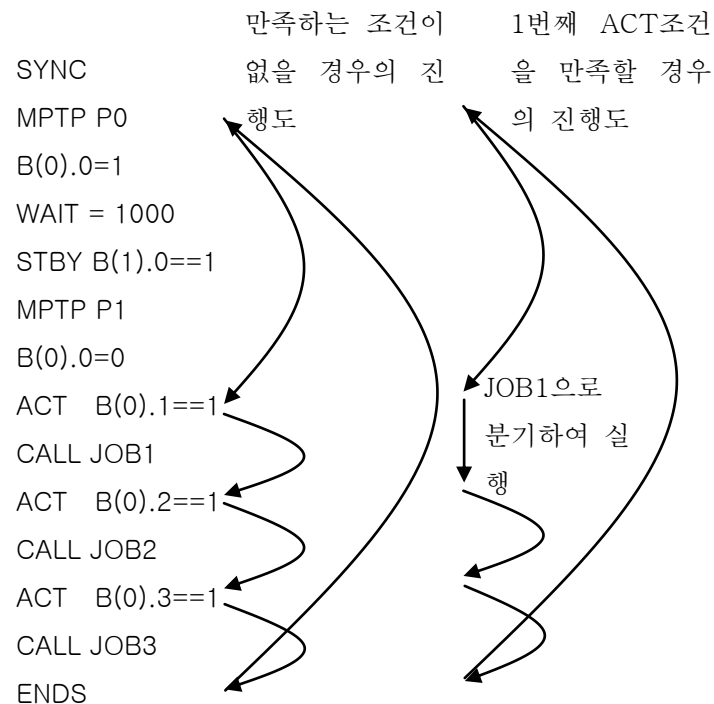 만족하는 조건이
없을 경우의 진
행도
1번째 ACT조건
을 만족할 경우
의 진행도
SYNC
MPTP P0
B(0).0=1
WAIT = 1000
STBY B(1).0==1
MPTP P1
B(0).0=0
ACT B(0).1==1
CALL JOB1
ACT B(0).2==1
CALL JOB2
ACT B(0).3==1
CALL JOB3
ENDS
JOB1으로
분기하여 실
행